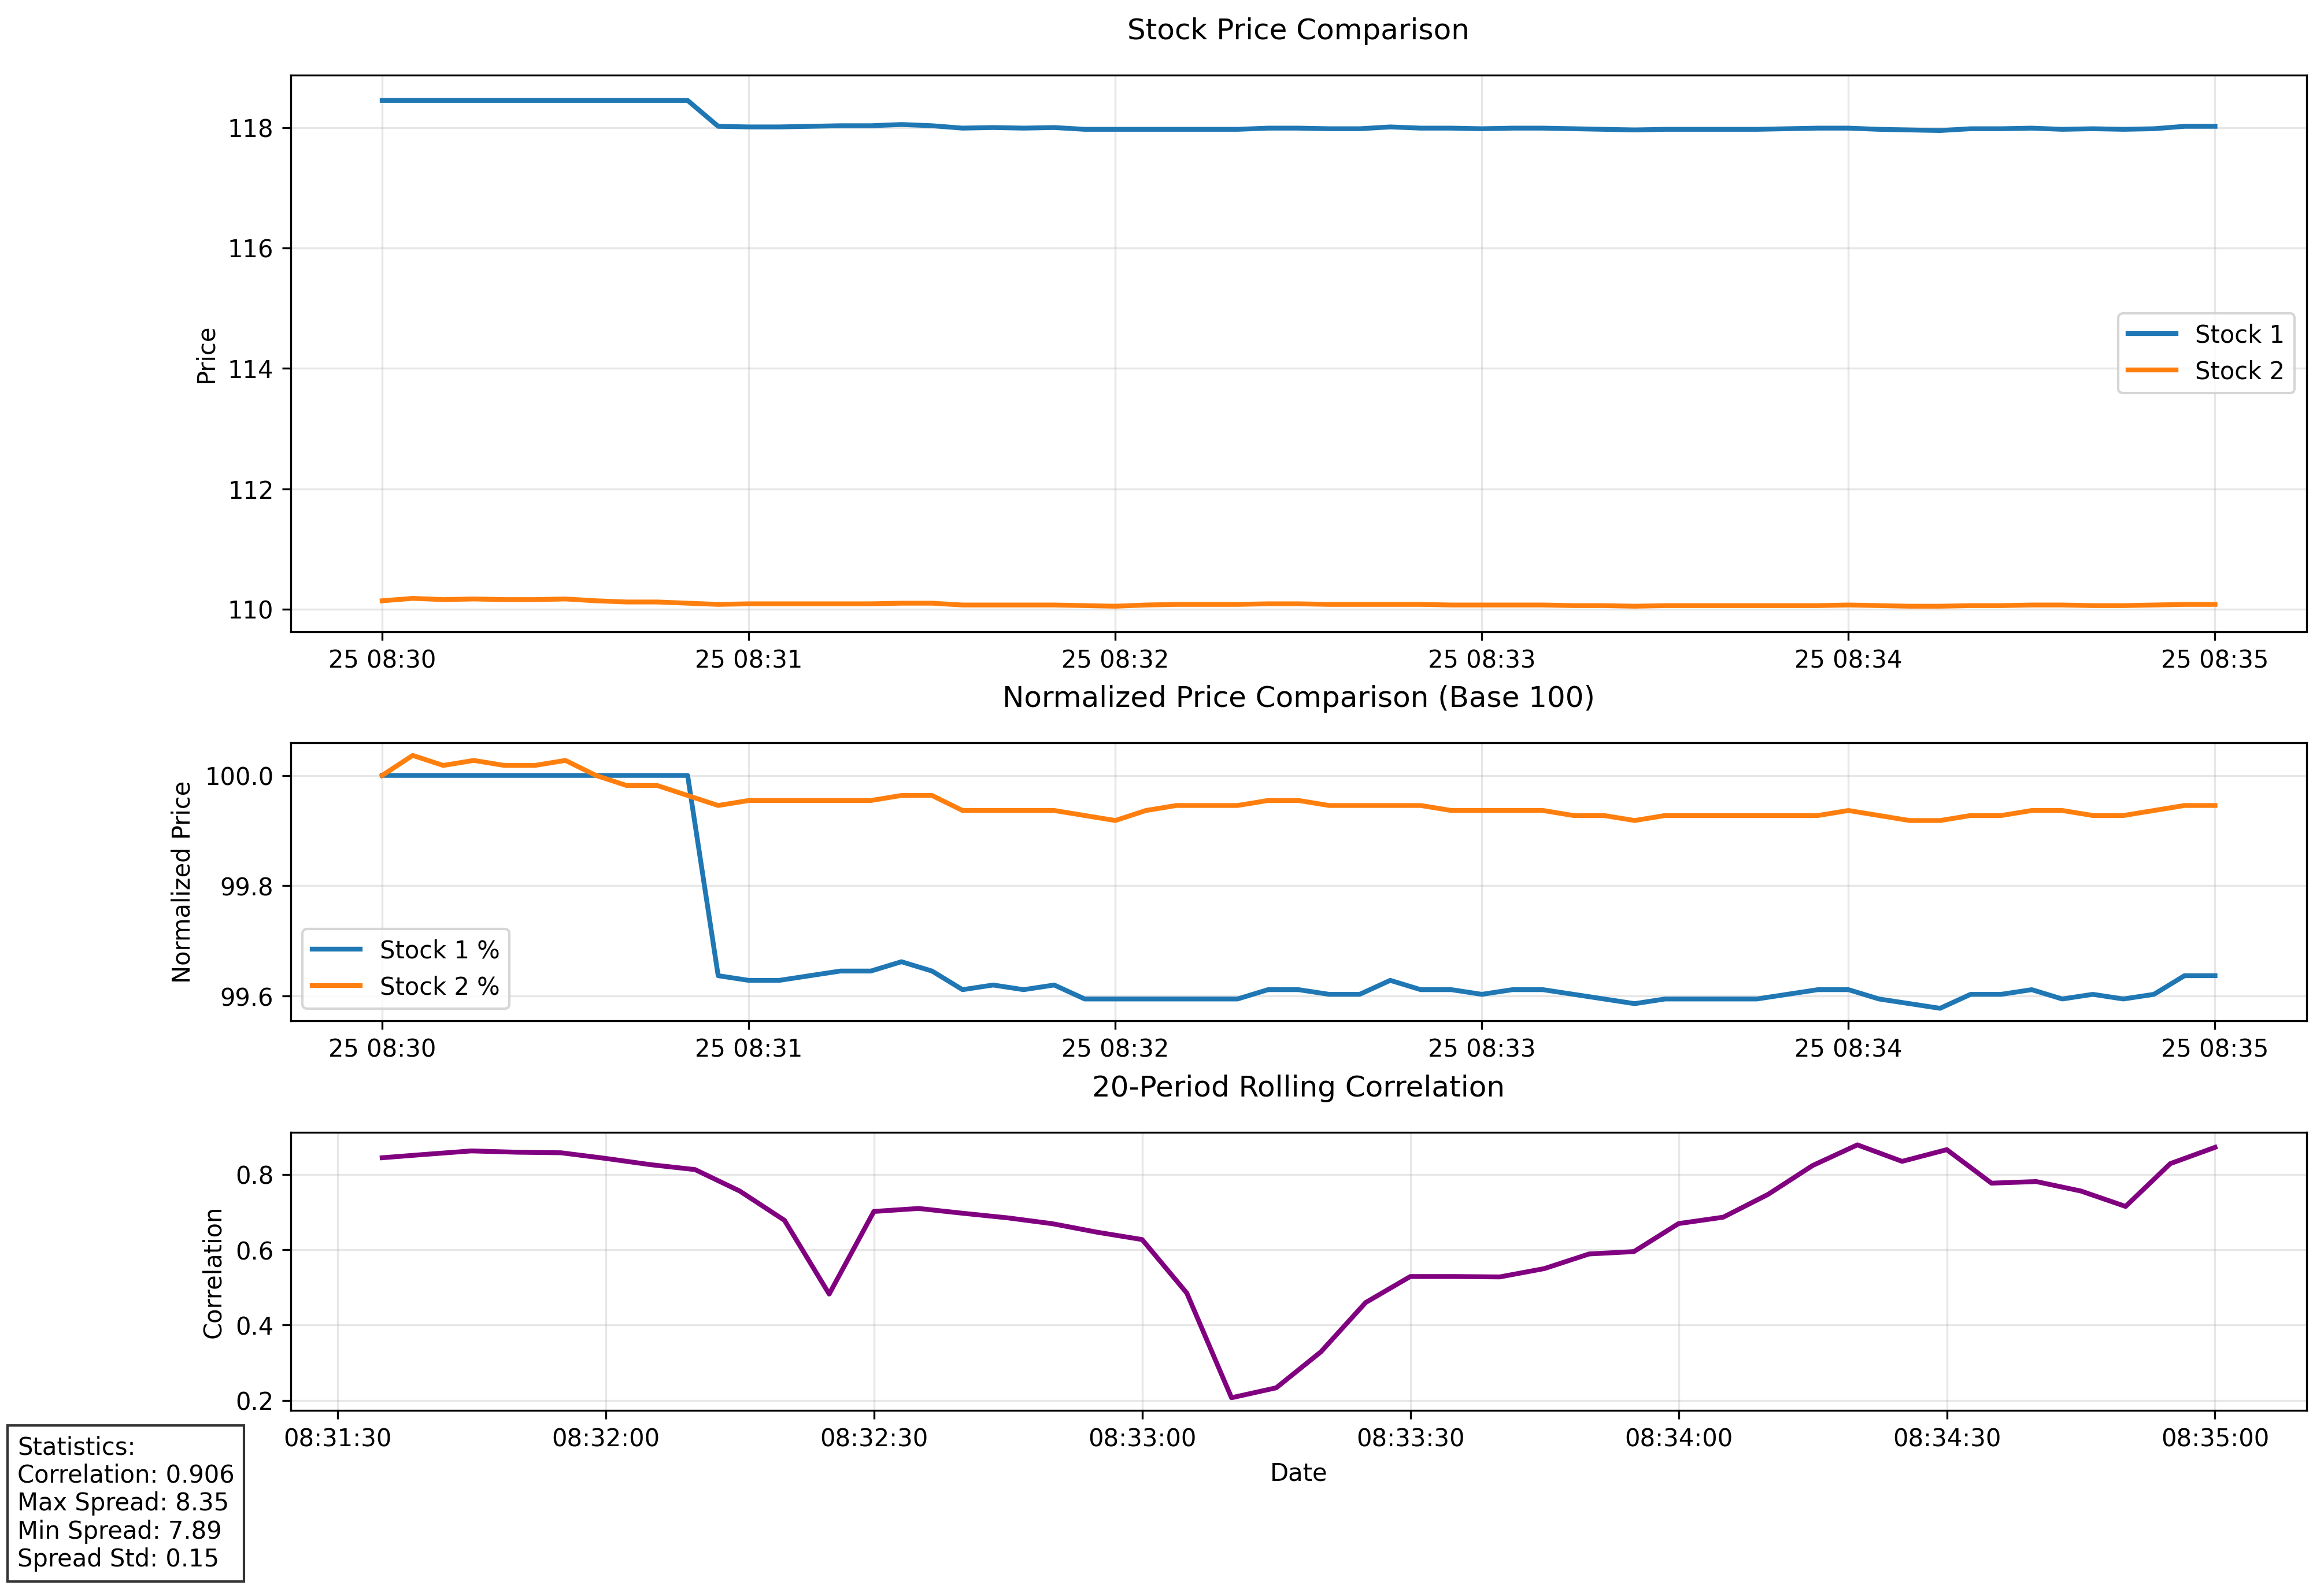 Stock Price Comparison
Price
118
116
114
112
110
Stock 1
Stock 2
25 08:30
25 08:31
25 08:32
25 08:33
25 08:34
25 08:35
Normalized Price Comparison (Base 100)
Normalized Price
100.0
99.8
99.6
Stock 1 %
Stock 2 %
25 08:30
25 08:31
25 08:32
25 08:33
25 08:34
25 08:35
20-Period Rolling Correlation
Correlation
0.8
0.6
0.4
0.2
08:31:30
08:32:00
08:32:30
08:33:00
08:33:30
08:34:00
08:34:30
08:35:00
Date
Statistics:
Correlation: 0.906
Max Spread: 8.35
Min Spread: 7.89
Spread Std: 0.15